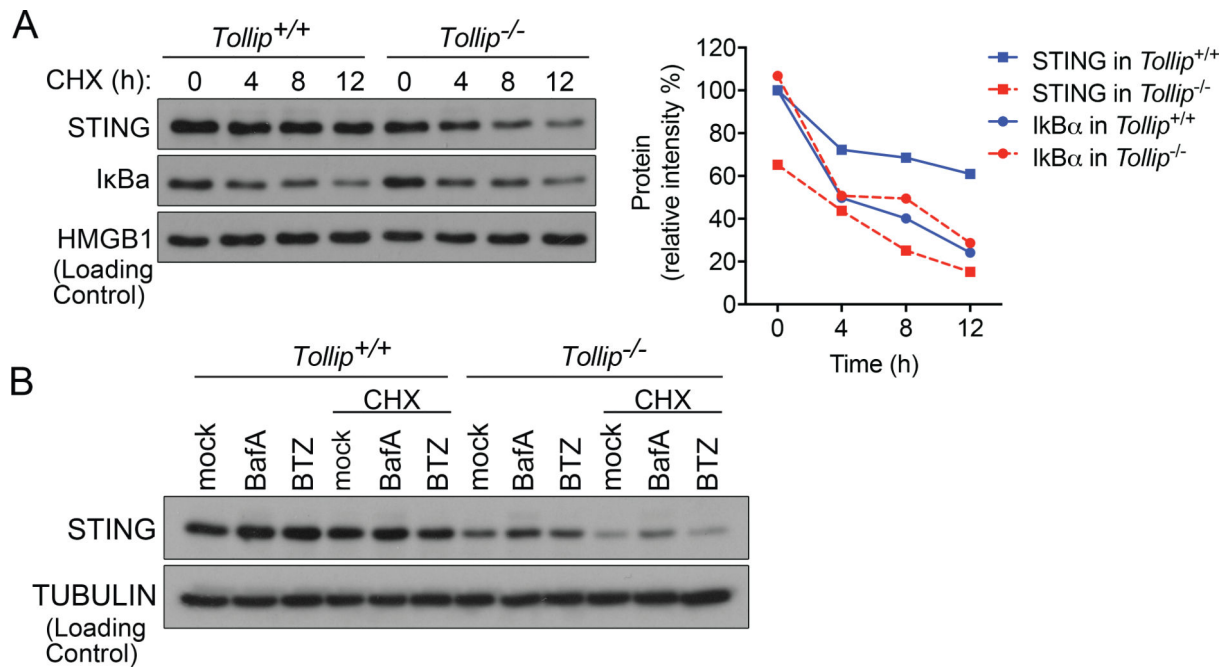 A
Tollip+/+ Tollip-/-
CHX (h): 0 4 8 12 0 4 8 12
STING
IκBa
HMGB1
(Loading
Control)
Protein
(relative intensity %)
120
100
80
60
40
20
0
0 4 8 12
Time (h)
STING in Tollip+/+
STING in Tollip-/-
IkBα in Tollip+/+
IkBα in Tollip-/-
B
Tollip+/+ Tollip-/-
CHX CHX
mock BafA BTZ mock BafA BTZ mock BafA BTZ mock BafA BTZ
STING
TUBULIN
(Loading
Control)